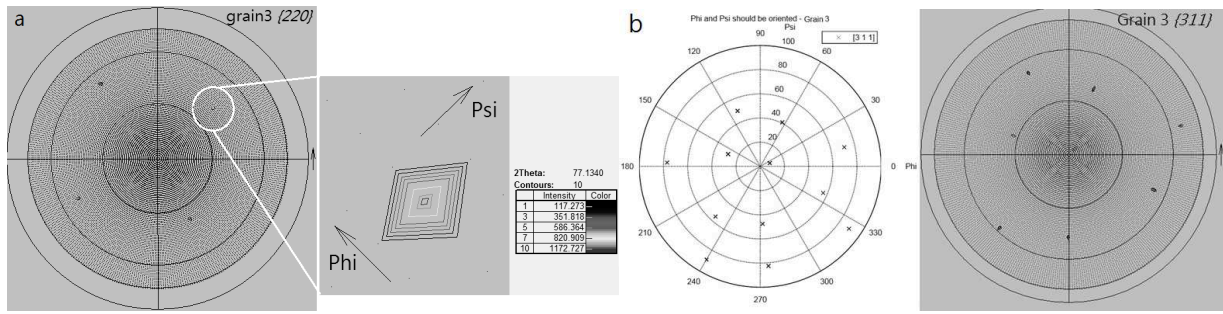 a
grain3 {220}
Psi
Phi
2Theta: 77.1340
Contours: 10
Intensity Color
1 117.273
3 351.818
5 586.364
7 820.909
10 1172.727
b
Phi and Psi should be oriented - Grain 3
Psi
[3 1 1]
90
100
120
60
80
60
40
20
150
30
180
0
Phi
210
330
240
300
270
Grain 3 {311}